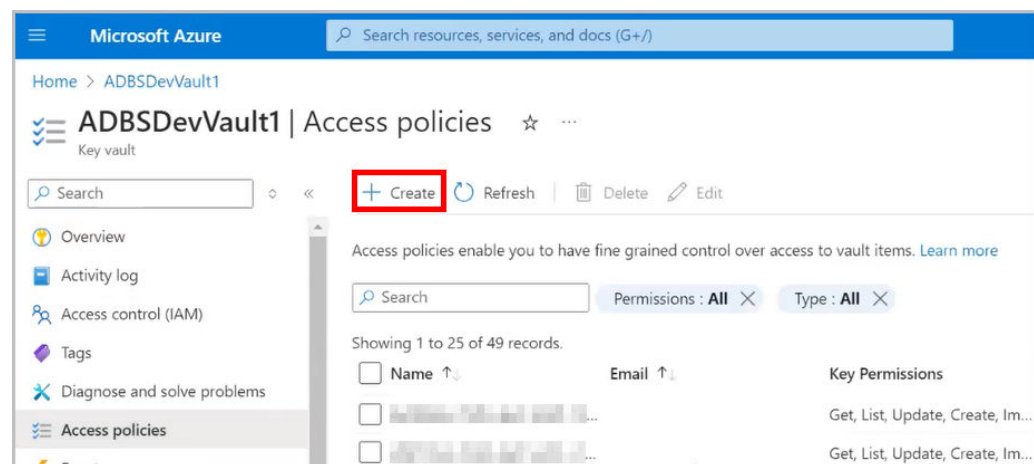 Microsoft Azure
Search resources, services, and docs (G+/)
Home > ADBSDevVault1
ADBSDevVault1 | Access policies
Key vault
Search
Create Refresh Delete Edit
Overview
Activity log
Access control (IAM)
Tags
Diagnose and solve problems
Access policies
Access policies enable you to have fine grained control over access to vault items. Learn more
Search
Permissions : All
Type : All
Showing 1 to 25 of 49 records.
Name Email Key Permissions
... Get, List, Update, Create, Im...
... Get, List, Update, Create, Im...